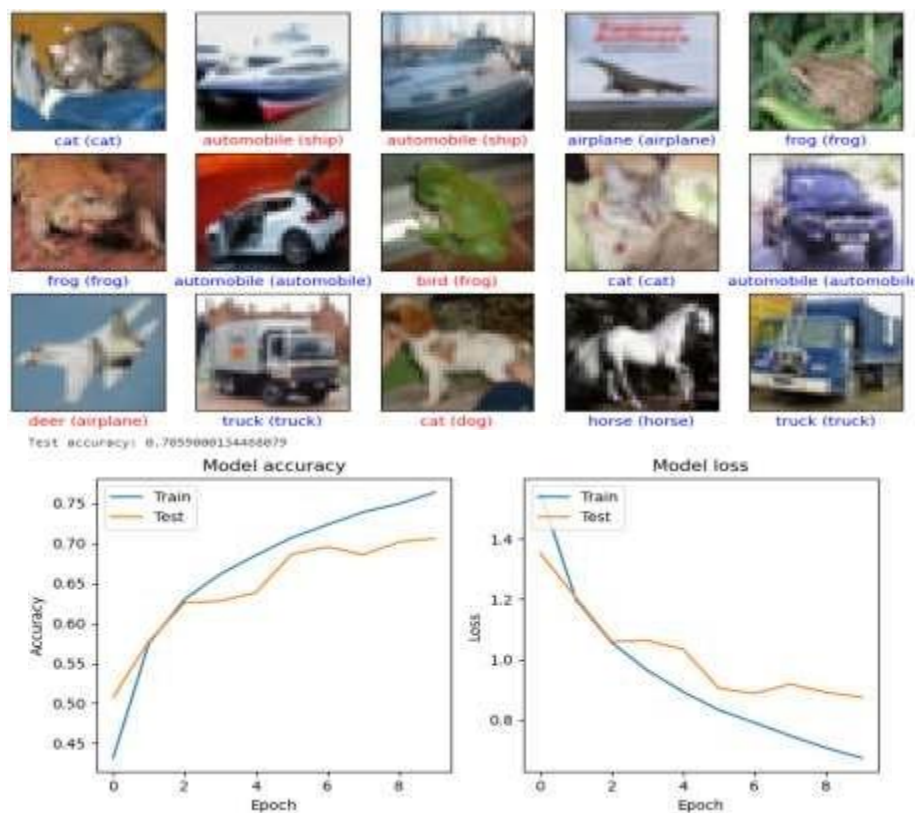 cat (cat) automobile (ship) automobile (ship) airplane (airplane) frog (frog)
frog (frog) automobile (automobile) bird (frog) cat (cat) automobile (automobile
deer (airplane) truck (truck) cat (dog) horse (horse) truck (truck)
Test accuracy:
Model accuracy
Train
Test
0.75
0.70
0.65
0.60
0.55
0.50
0.45
Accuracy
0 2 4 6 8
Epoch
Model loss
Train
Test
1.4
1.2
1.0
0.8
Loss
0 2 4 6 8
Epoch